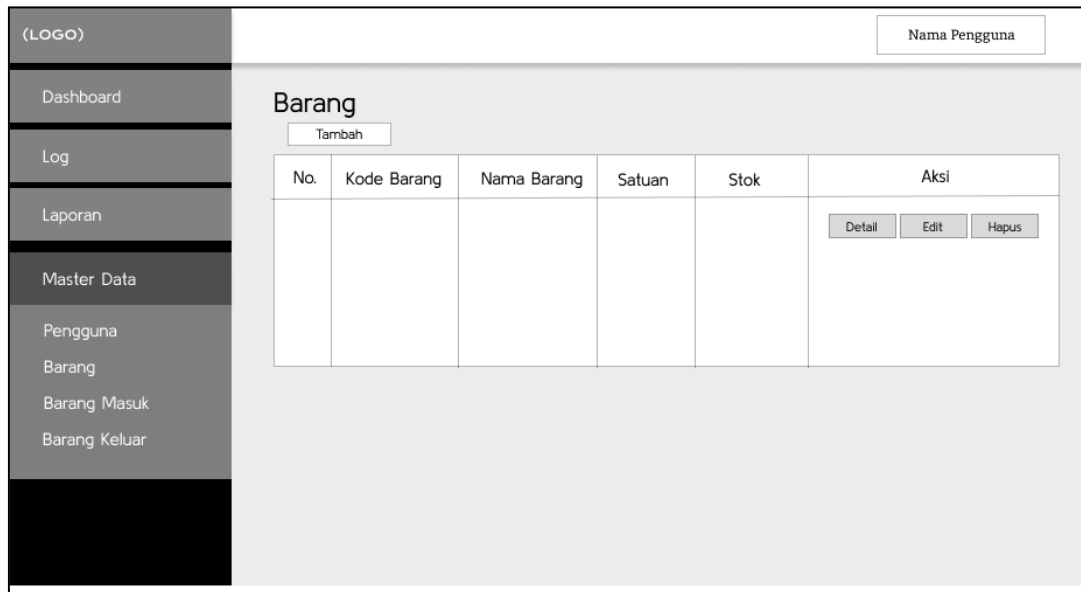 (LOGO)
Nama Pengguna
Dashboard
Log
Laporan
Master Data
Pengguna
Barang
Barang Masuk
Barang Keluar
Barang
Tambah
No. Kode Barang Nama Barang Satuan Stok Aksi
Detail Edit Hapus